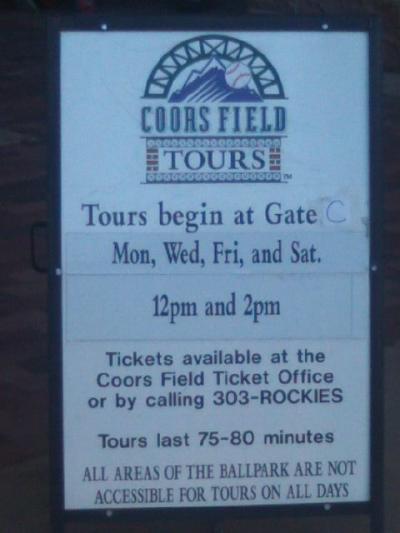 COORS FIELD
TOURS
TM
Tours begin at Gate C
Mon, Wed, Fri, and Sat.
12pm and 2pm
Tickets available at the
Coors Field Ticket Office
or by calling 303-ROCKIES
Tours last 75-80 minutes
ALL AREAS OF THE BALLPARK ARE NOT
ACCESSIBLE FOR TOURS ON ALL DAYS